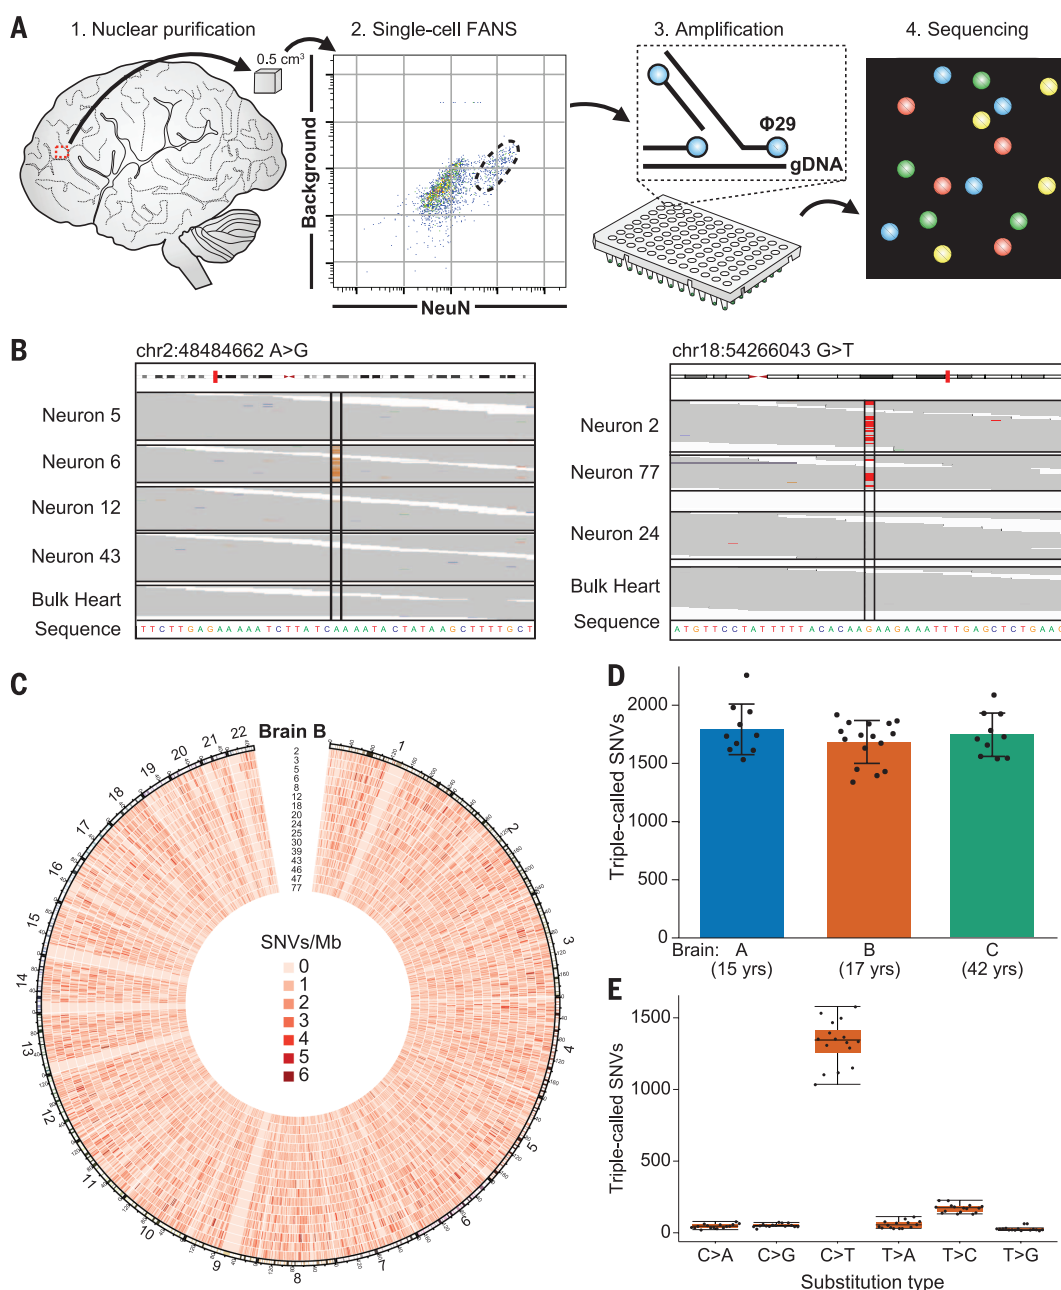 A
1. Nuclear purification
2. Single-cell FANS
3. Amplification
4. Sequencing
0.5 cm³
Background
NeuN
Φ29
gDNA
B
chr2:48484662 A>G
Neuron 5
Neuron 6
Neuron 12
Neuron 43
Bulk Heart
Sequence
TTCTTGAGAAAAATCTTATCAAAATACTATAAGCTTTTGCT
chr18:54266043 G>T
Neuron 2
Neuron 77
Neuron 24
Bulk Heart
Sequence
ATGTTCCTATTTTTACACAAGAAGAAATTTGAGCTCTGAAG
C
Brain B
2
3
5
6
8
12
18
20
24
25
30
39
43
46
47
77
1
2
3
4
5
6
7
8
9
10
11
12
13
14
15
16
17
18
19
20
21
22
SNVs/Mb
0
1
2
3
4
5
6
D
Triple-called SNVs
2000
1500
1000
500
0
Brain: A B C
(15 yrs) (17 yrs) (42 yrs)
E
Triple-called SNVs
1500
1000
500
0
C>A C>G C>T T>A T>C T>G
Substitution type